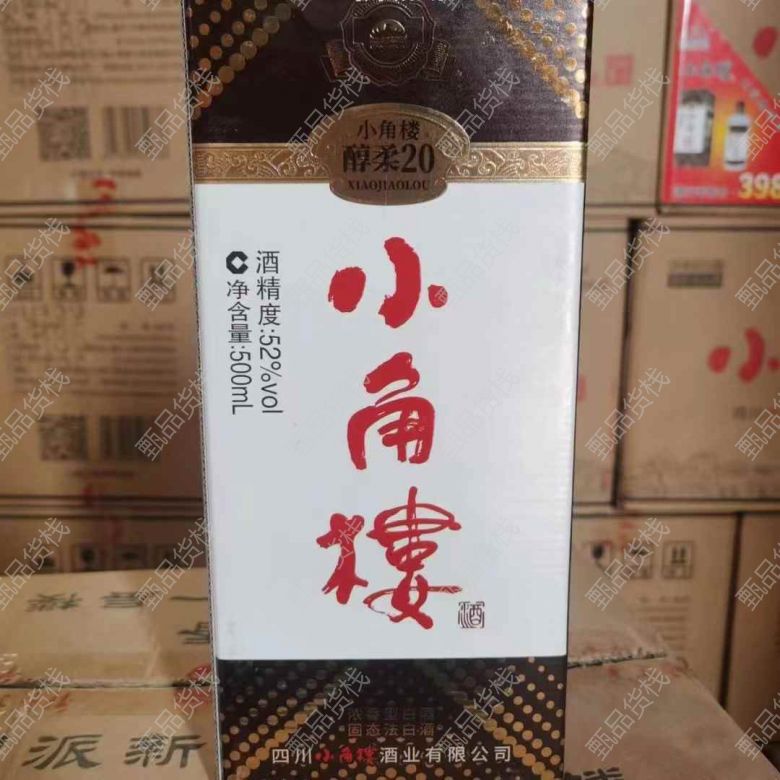 小角楼
醇柔20
XIAOJIAOLOU
酒精度:52%vol
净含量:500mL
小角樓
酒
浓香型白酒
固态法白酒
四川小角樓酒业有限公司
398
小
派新
甄品货栈